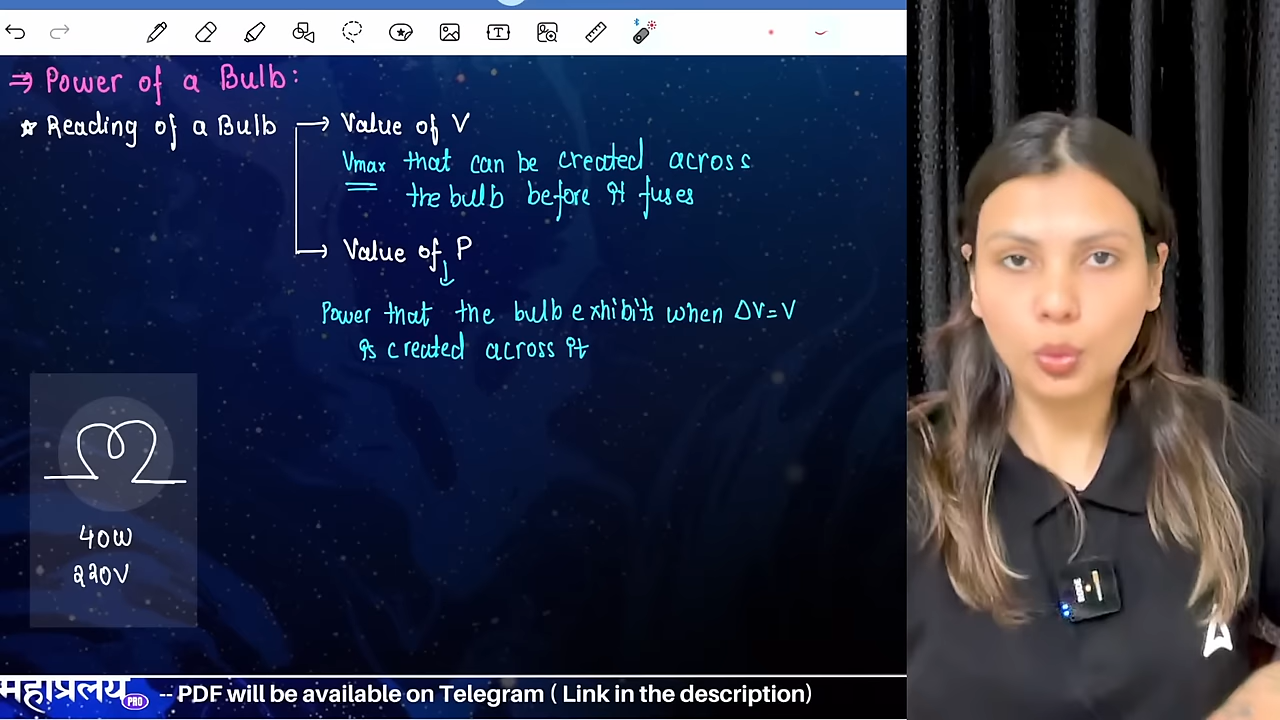 ⇒ Power of a Bulb:
☆ Reading of a Bulb → Value of V
Vmax that can be created across
the bulb before it fuses
→ Value of P
↓
Power that the bulb exhibits when ΔV=V
is created across it
40W
220V
महाप्रलय PRO -- PDF will be available on Telegram ( Link in the description)